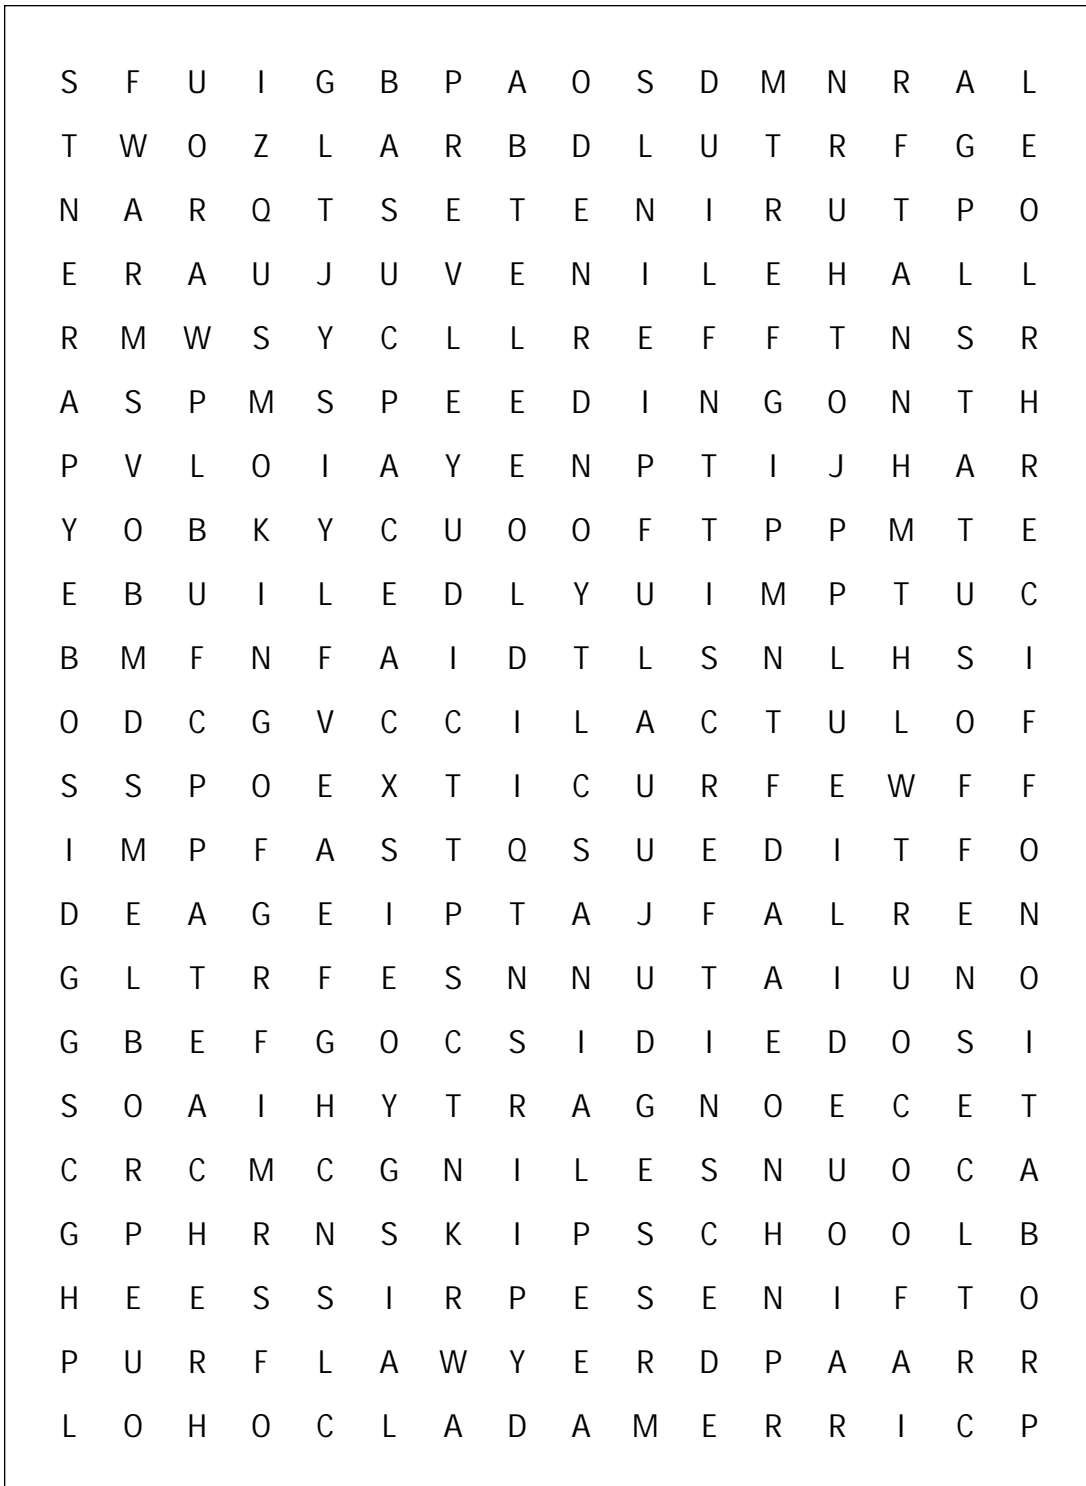 S F U I G B P A O S D M N R A L
T W O Z L A R B D L U T R F G E
N A R Q T S E T E N I R U T P O
E R A U J U V E N I L E H A L L
R M W S Y C L L R E F F T N S R
A S P M S P E E D I N G O N T H
P V L O I A Y E N P T I J H A R
Y O B K Y C U O O F T P P M T E
E B U I L E D L Y U I M P T U C
B M F N F A I D T L S N L H S I
O D C G V C C I L A C T U L O F
S S P O E X T I C U R F E W F F
I M P F A S T Q S U E D I T F O
D E A G E I P T A J F A L R E N
G L T R F E S N N U T A I U N O
G B E F G O C S I D I E D O S I
S O A I H Y T R A G N O E C E T
C R C M C G N I L E S N U O C A
G P H R N S K I P S C H O O L B
H E E S S I R P E S E N I F T O
P U R F L A W Y E R D P A A R R
L O H O C L A D A M E R R I C P